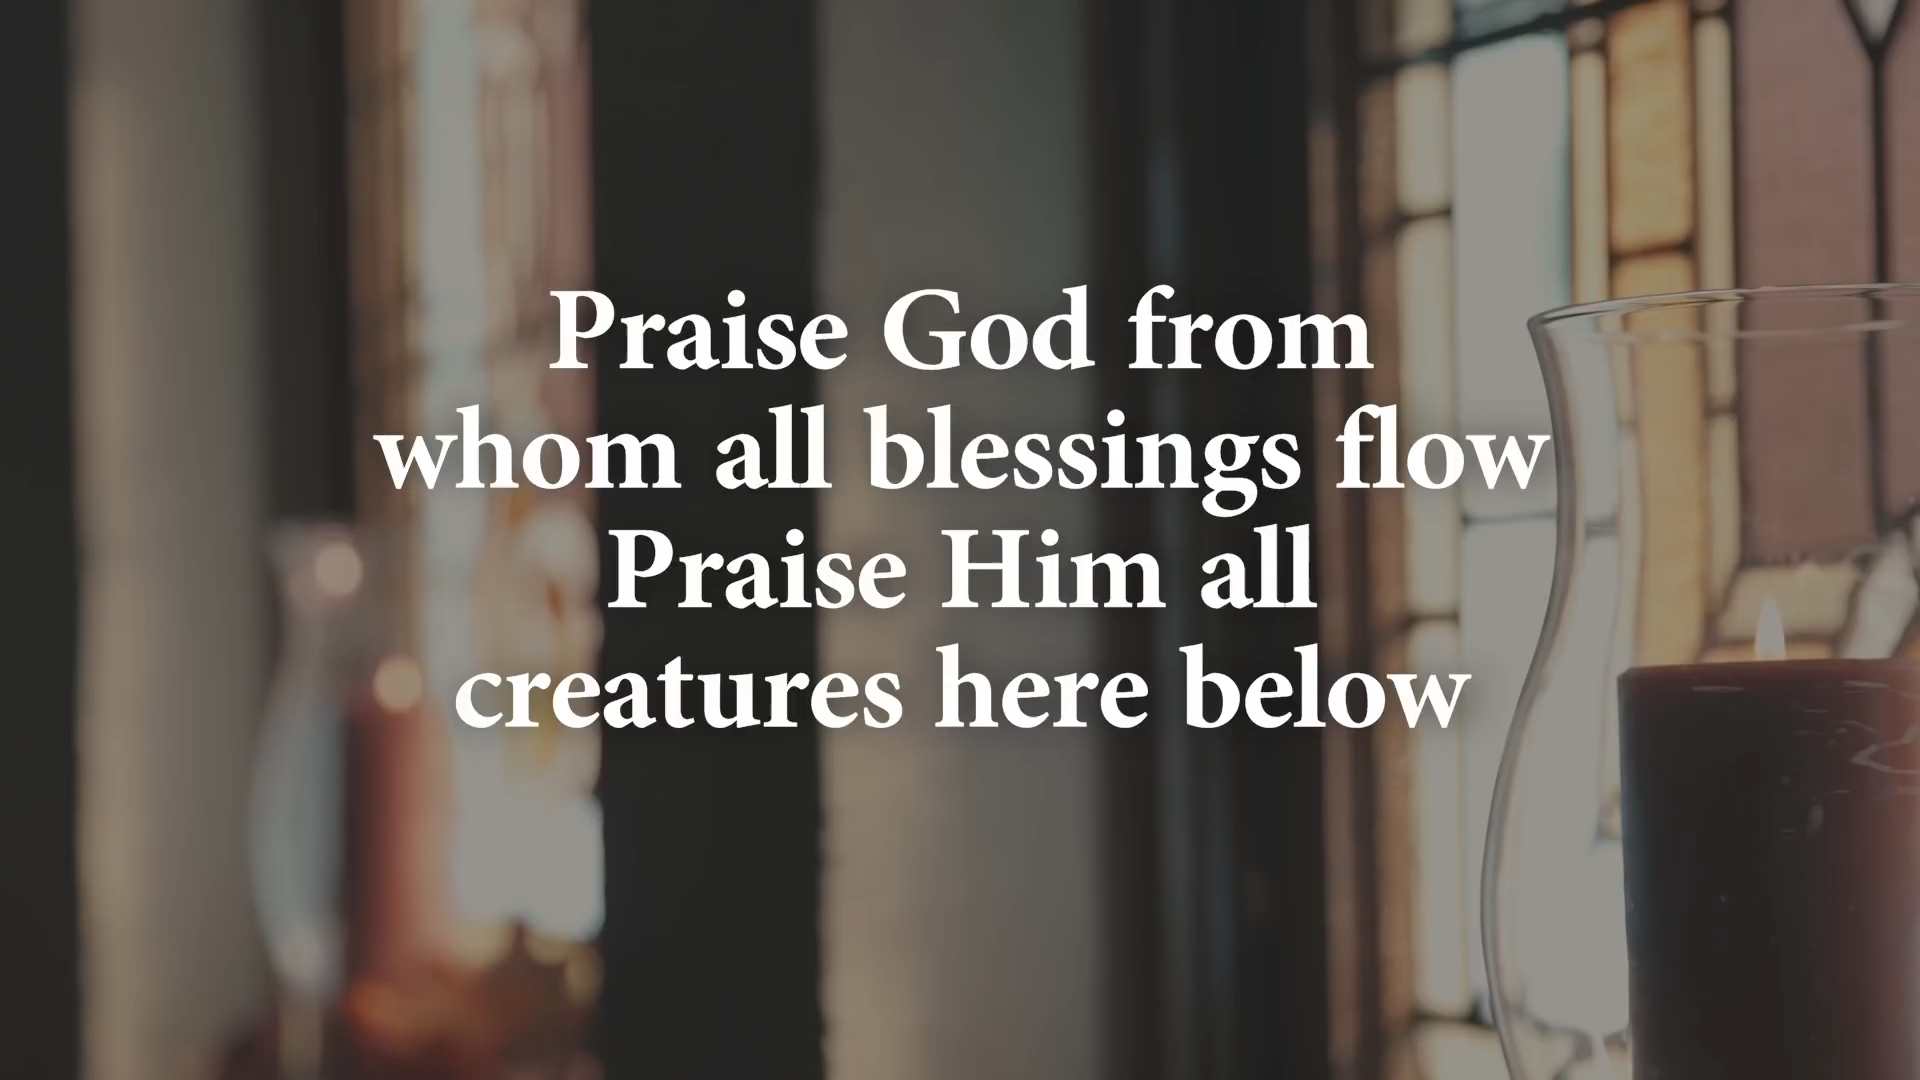 Praise God from
whom all blessings flow
Praise Him all
creatures here below